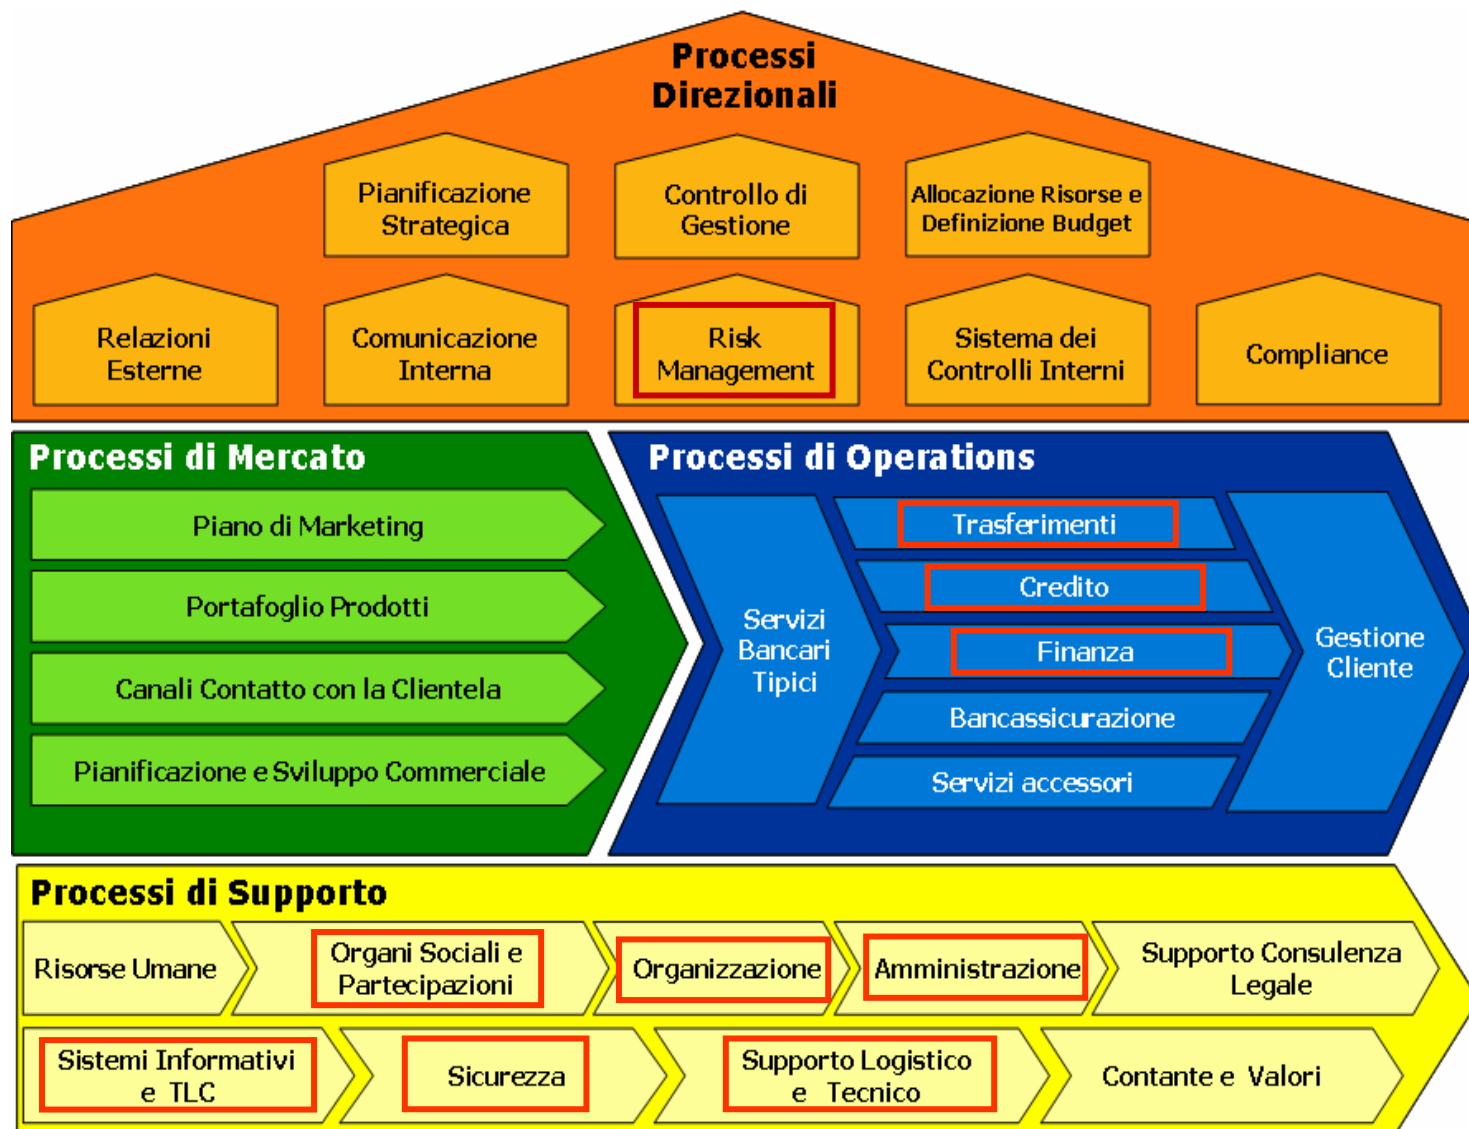 Processi
Direzionali
Pianificazione
Strategica
Controllo di
Gestione
Allocazione Risorse e
Definizione Budget
Relazioni
Esterne
Comunicazione
Interna
Risk
Management
Sistema dei
Controlli Interni
Compliance
Processi di Mercato
Piano di Marketing
Portafoglio Prodotti
Canali Contatto con la Clientela
Pianificazione e Sviluppo Commerciale
Processi di Operations
Servizi
Bancari
Tipici
Trasferimenti
Credito
Finanza
Bancassicurazione
Servizi accessori
Gestione
Cliente
Processi di Supporto
Risorse Umane
Organi Sociali e
Partecipazioni
Organizzazione
Amministrazione
Supporto Consulenza
Legale
Sistemi Informativi
e TLC
Sicurezza
Supporto Logistico
e Tecnico
Contante e Valori